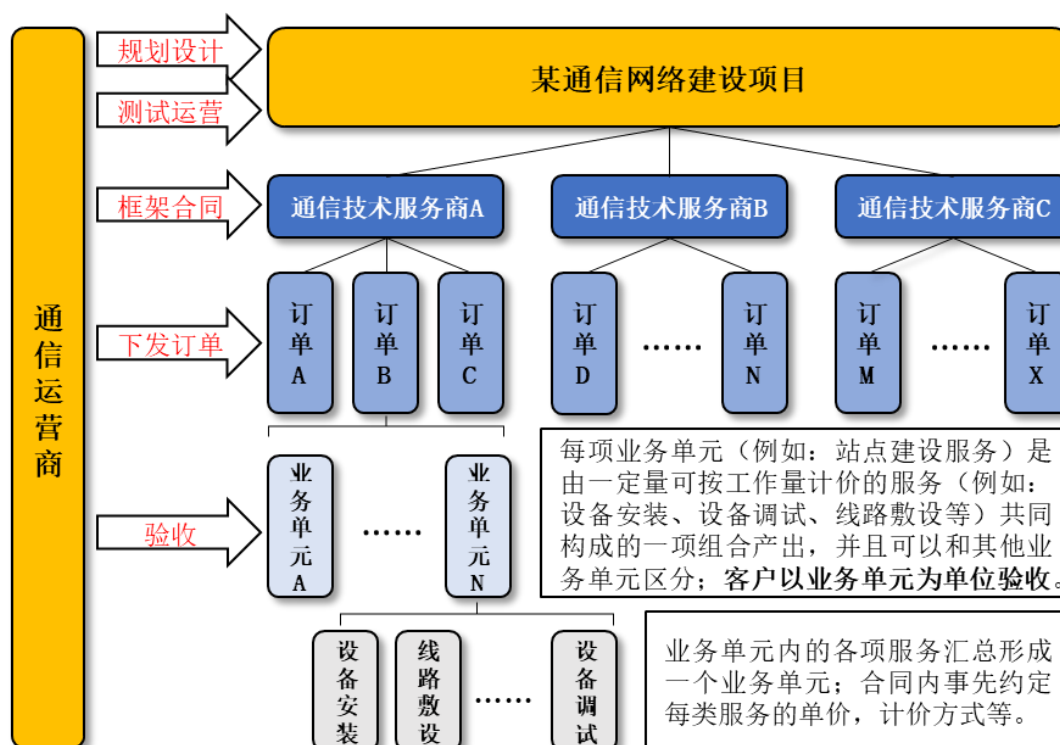 通信运营商
规划设计
测试运营
某通信网络建设项目
框架合同
通信技术服务商A
通信技术服务商B
通信技术服务商C
下发订单
订单A
订单B
订单C
订单D
……
订单N
订单M
……
订单X
验收
业务单元A
……
业务单元N
每项业务单元（例如：站点建设服务）是
由一定量可按工作量计价的服务（例如：
设备安装、设备调试、线路敷设等）共同
构成的一项组合产出，并且可以和其他业
务单元区分；客户以业务单元为单位验收。
设备安装
线路敷设
……
设备调试
业务单元内的各项服务汇总形成
一个业务单元；合同内事先约定
每类服务的单价，计价方式等。